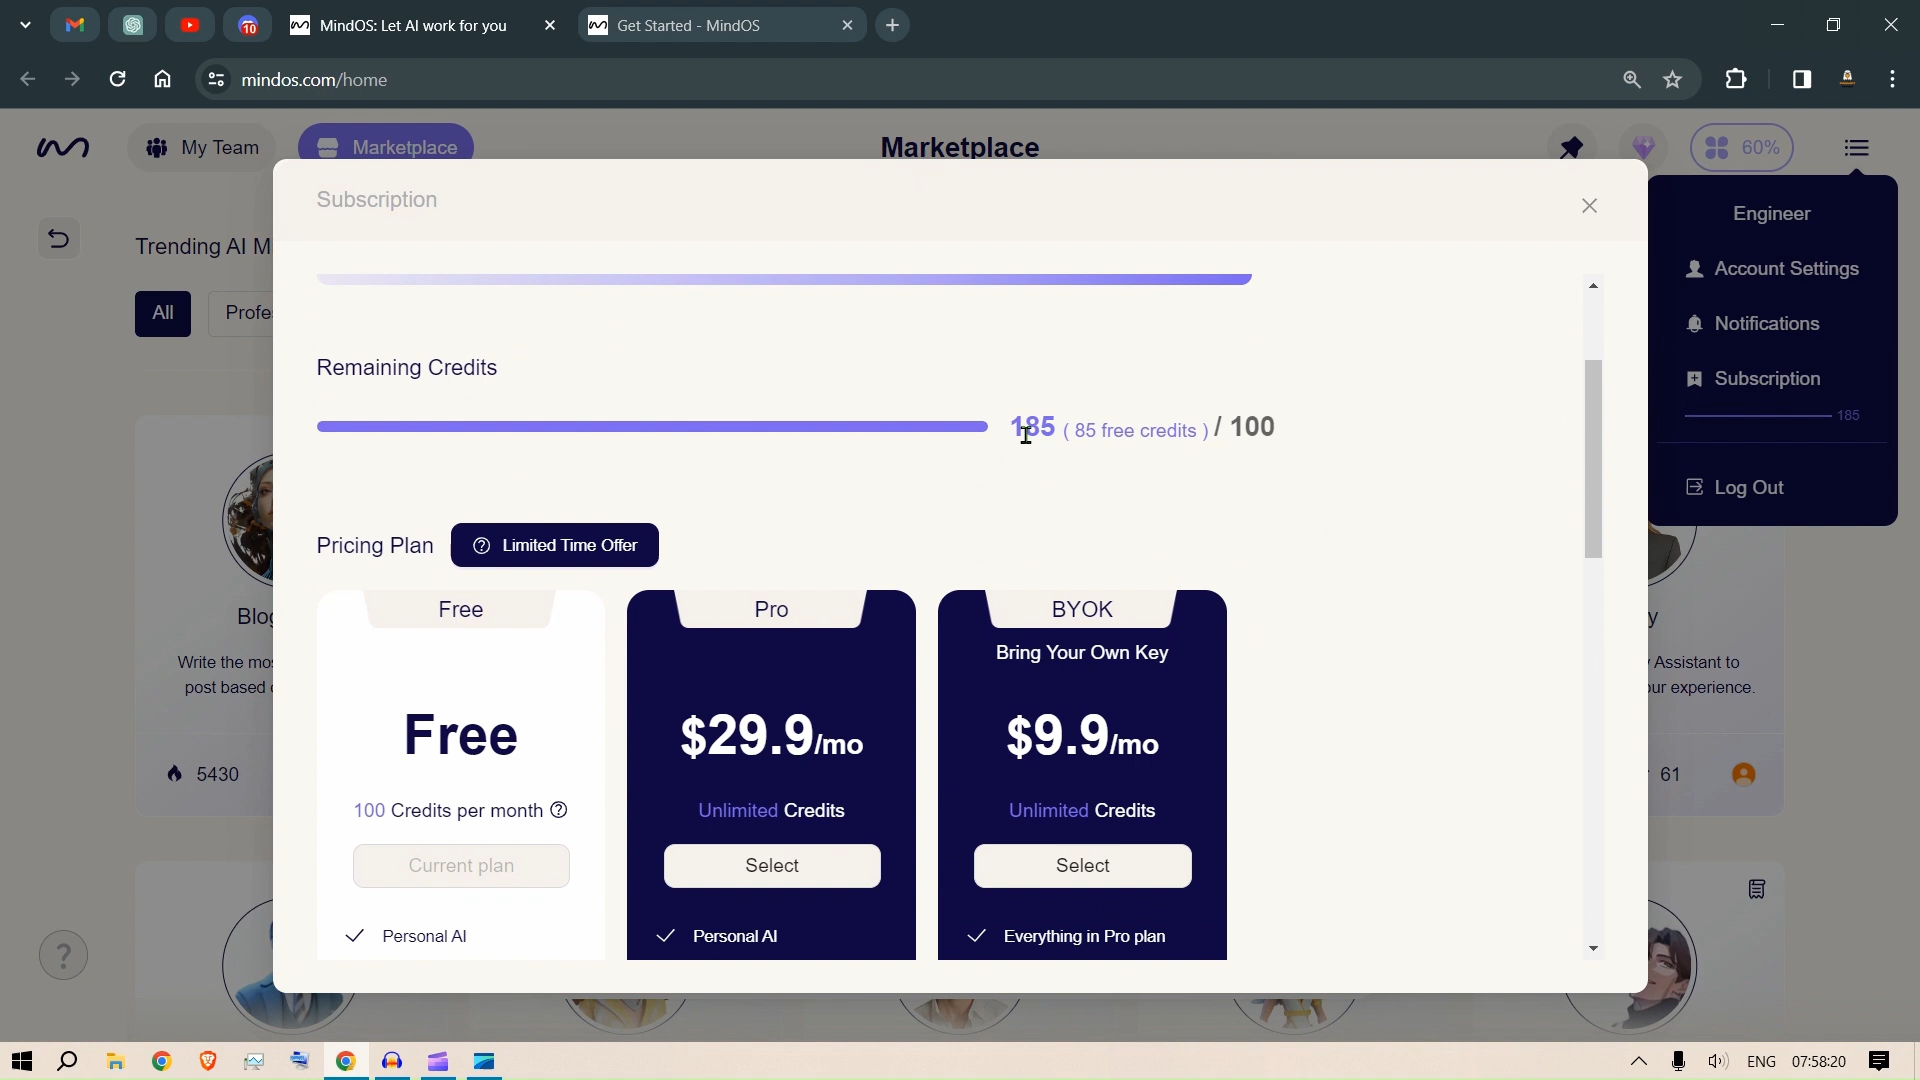 10
MindOS: Let AI work for you
Get Started - MindOS
mindos.com/home
My Team
Marketplace
Marketplace
60%
Subscription
Engineer
Account Settings
Notifications
Subscription
185
Log Out
Trending AI M
All
Profe
Remaining Credits
185 ( 85 free credits ) / 100
Pricing Plan
Limited Time Offer
Free
Pro
BYOK
Bring Your Own Key
Free
$29.9/mo
$9.9/mo
100 Credits per month
Unlimited Credits
Unlimited Credits
Current plan
Select
Select
Personal AI
Personal AI
Everything in Pro plan
Blog
Write the mo
post based
5430
y
Assistant to
ur experience.
61
?
ENG
07:58:20